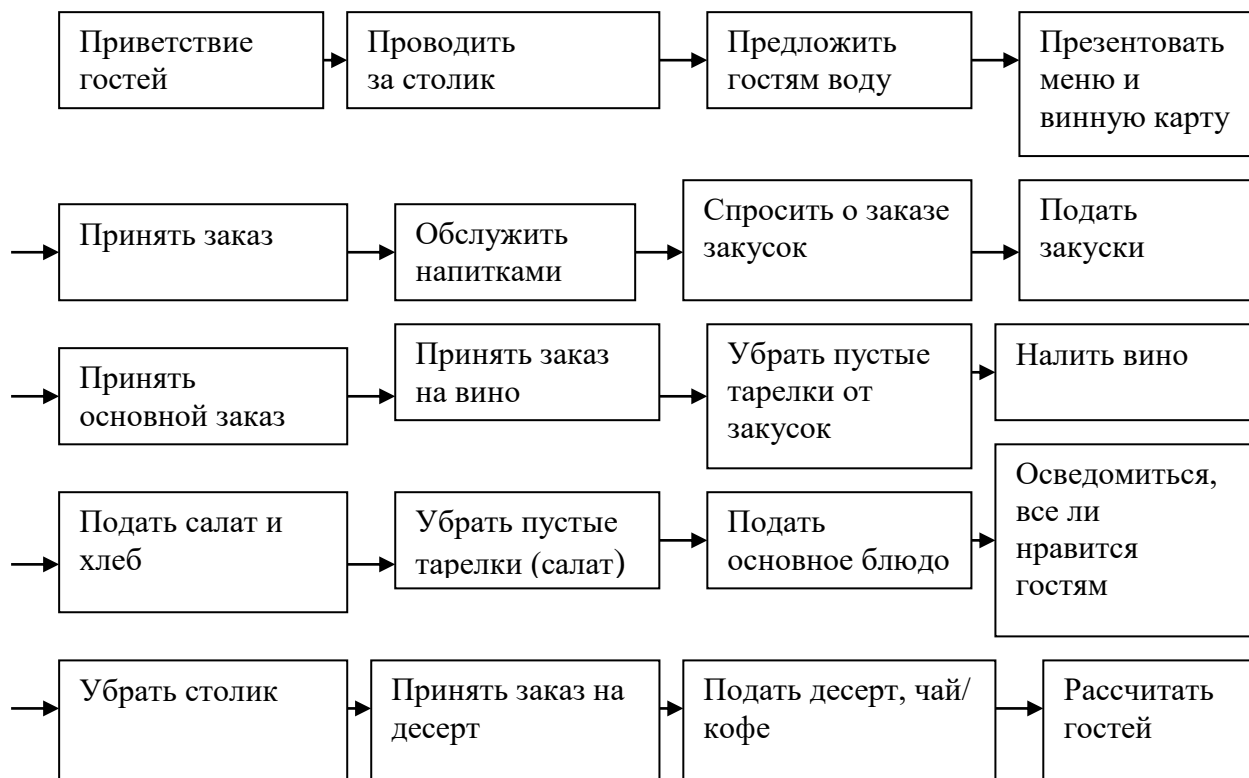 Приветствие
гостей
Проводить
за столик
Предложить
гостям воду
Презентовать
меню и
винную карту
Принять заказ
Обслужить
напитками
Спросить о заказе
закусок
Подать
закуски
Принять
основной заказ
Принять заказ
на вино
Убрать пустые
тарелки от
закусок
Налить вино
Подать салат и
хлеб
Убрать пустые
тарелки (салат)
Подать
основное блюдо
Осведомиться,
все ли
нравится
гостям
Убрать столик
Принять заказ на
десерт
Подать десерт, чай/
кофе
Рассчитать
гостей